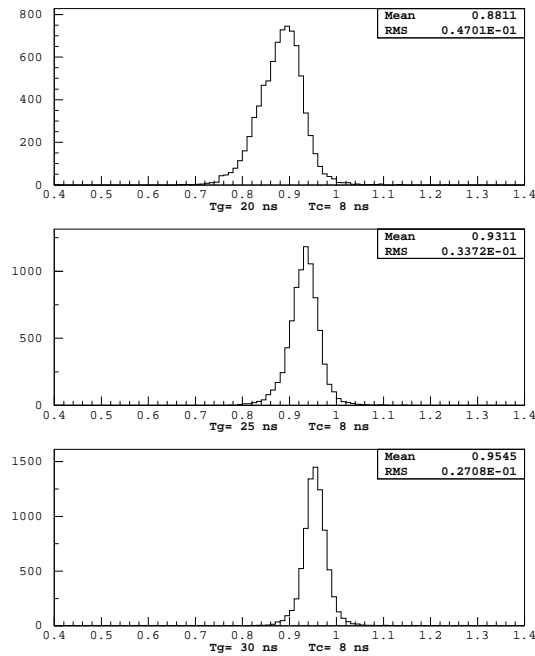 800
600
400
200
0
Mean 0.8811
RMS 0.4701E-01
0.4 0.5 0.6 0.7 0.8 0.9 1 1.1 1.2 1.3 1.4
Tg= 20 ns Tc= 8 ns
1000
500
0
Mean 0.9311
RMS 0.3372E-01
0.4 0.5 0.6 0.7 0.8 0.9 1 1.1 1.2 1.3 1.4
Tg= 25 ns Tc= 8 ns
1500
1000
500
0
Mean 0.9545
RMS 0.2708E-01
0.4 0.5 0.6 0.7 0.8 0.9 1 1.1 1.2 1.3 1.4
Tg= 30 ns Tc= 8 ns